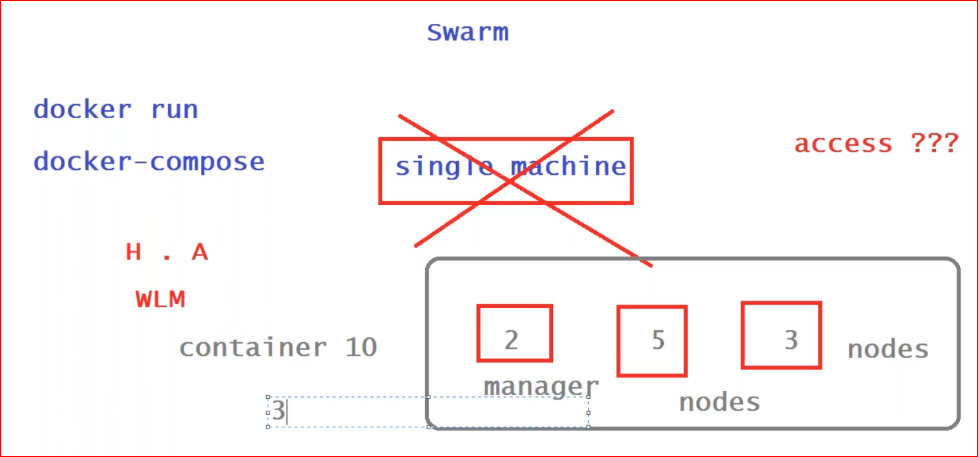 Swarm
docker run
docker-compose
single machine
access ???
H . A
WLM
container 10
2
5
3
nodes
manager
nodes
3